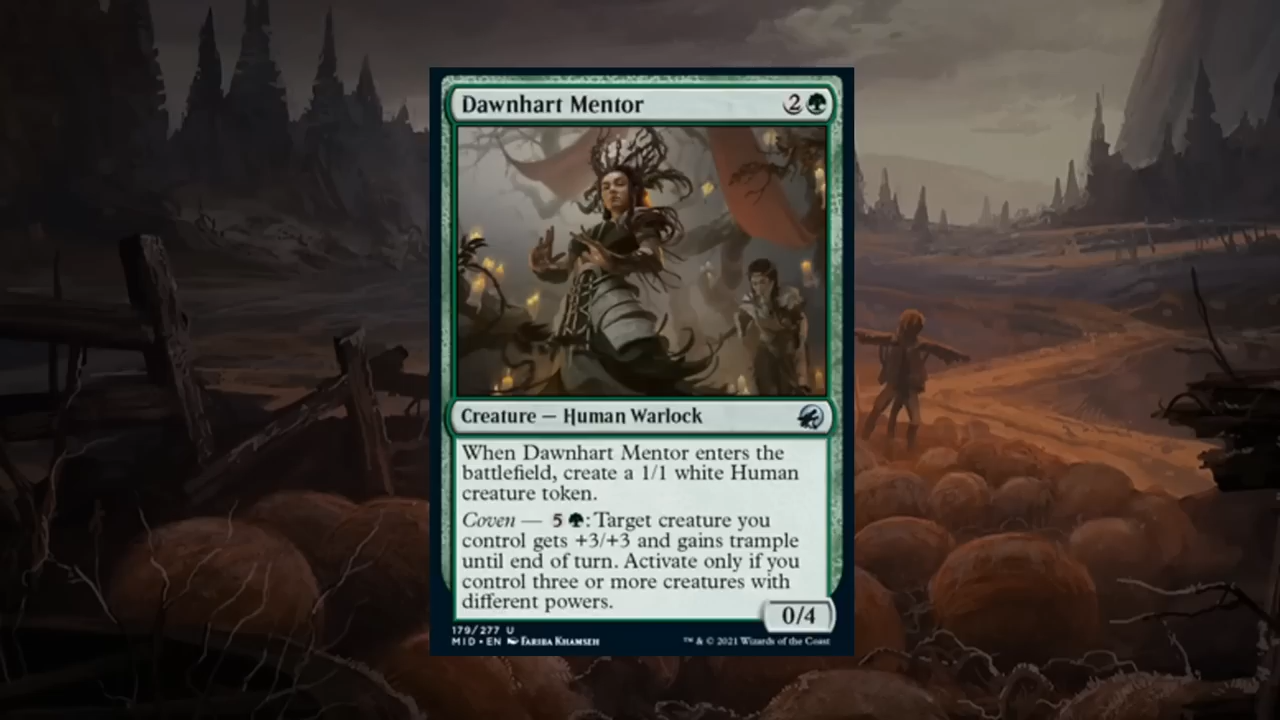 Dawnhart Mentor 2
Creature — Human Warlock
When Dawnhart Mentor enters the
battlefield, create a 1/1 white Human
creature token.
Coven — 5 : Target creature you
control gets +3/+3 and gains trample
until end of turn. Activate only if you
control three or more creatures with
different powers.
0/4
179/277 U
MID • EN FARIBA KHAMSEH
™ & © 2021 Wizards of the Coast